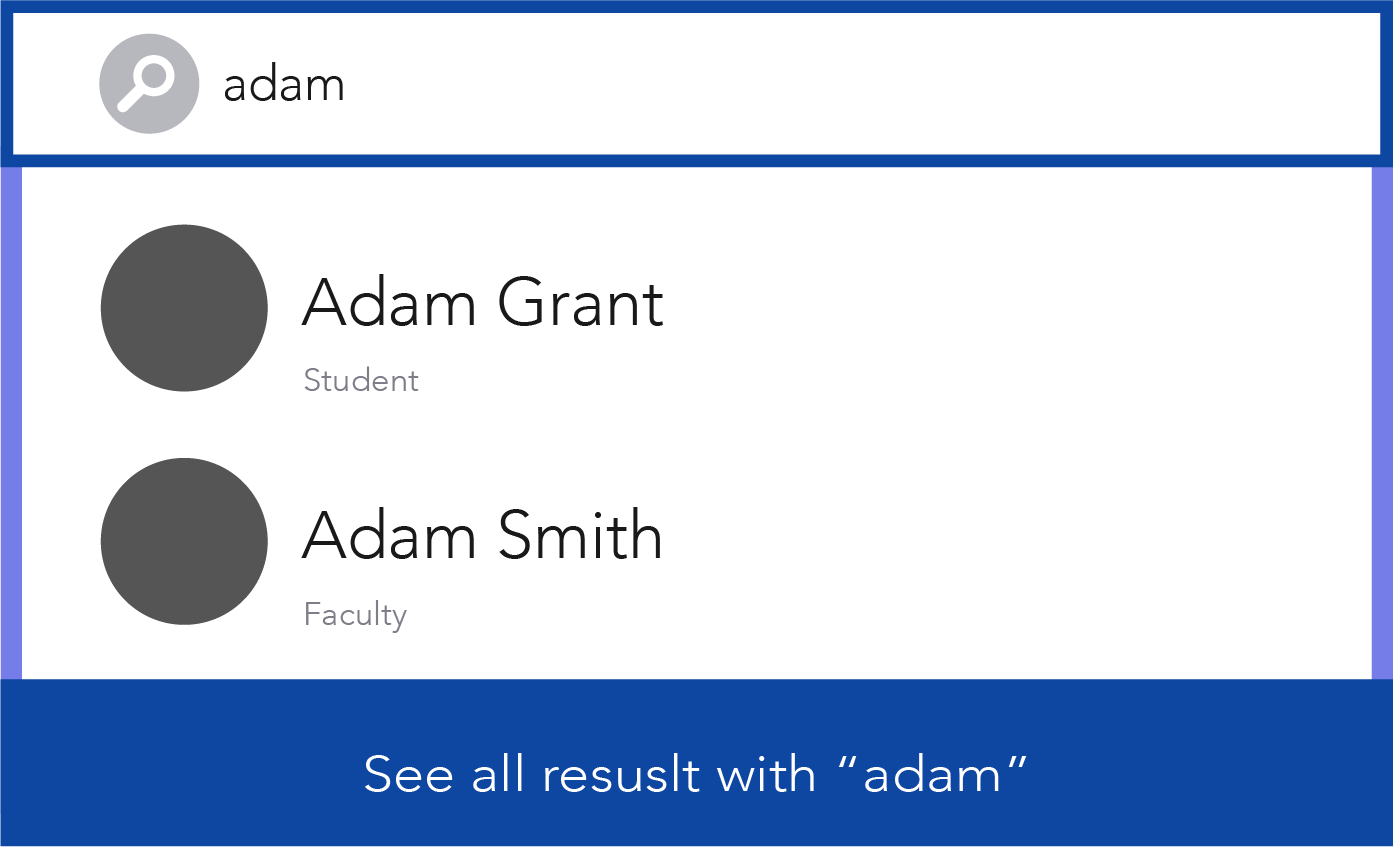 adam
Adam Grant
Student
Adam Smith
Faculty
See all resuslt with “adam”